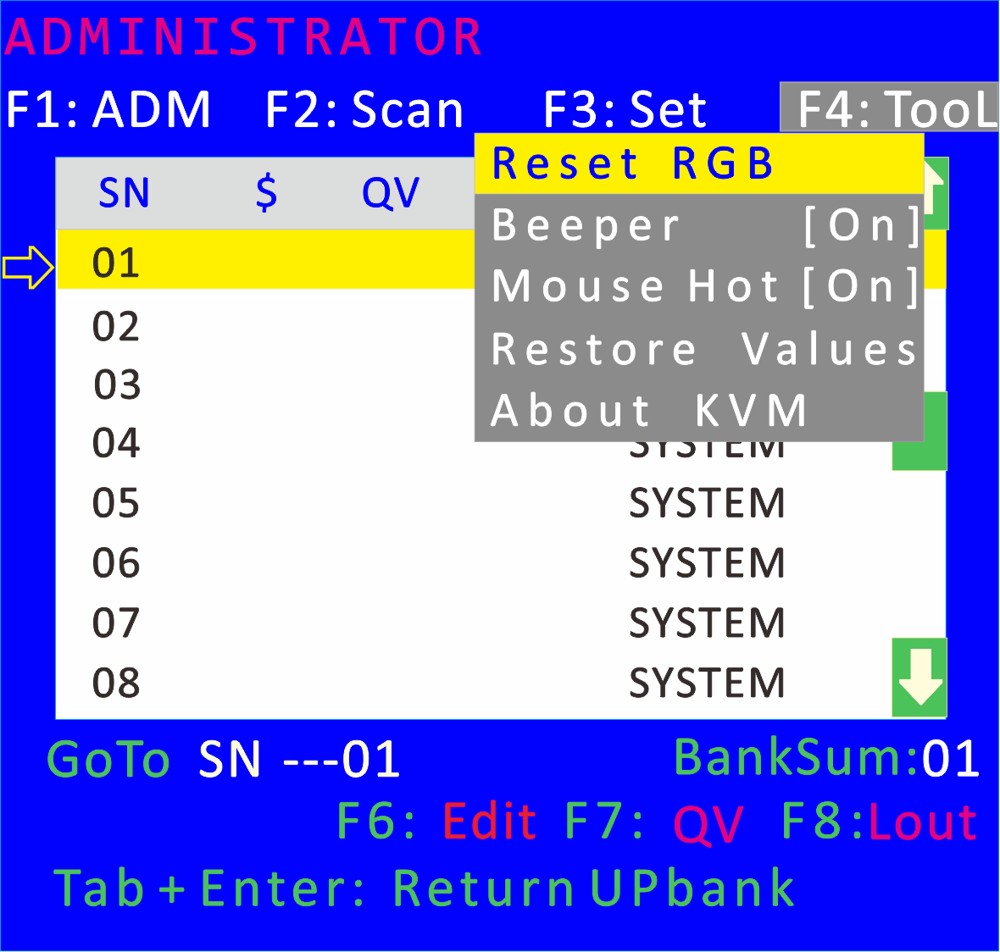 ADMINISTRATOR
F1: ADM F2: Scan F3: Set F4: TooL
SN $ QV
Reset RGB
Beeper [On]
Mouse Hot [On]
Restore Values
About KVM
01
02
03
04 SYSTEM
05 SYSTEM
06 SYSTEM
07 SYSTEM
08 SYSTEM
GoTo SN ---01 BankSum:01
F6: Edit F7: QV F8:Lout
Tab+Enter: Return UPbank